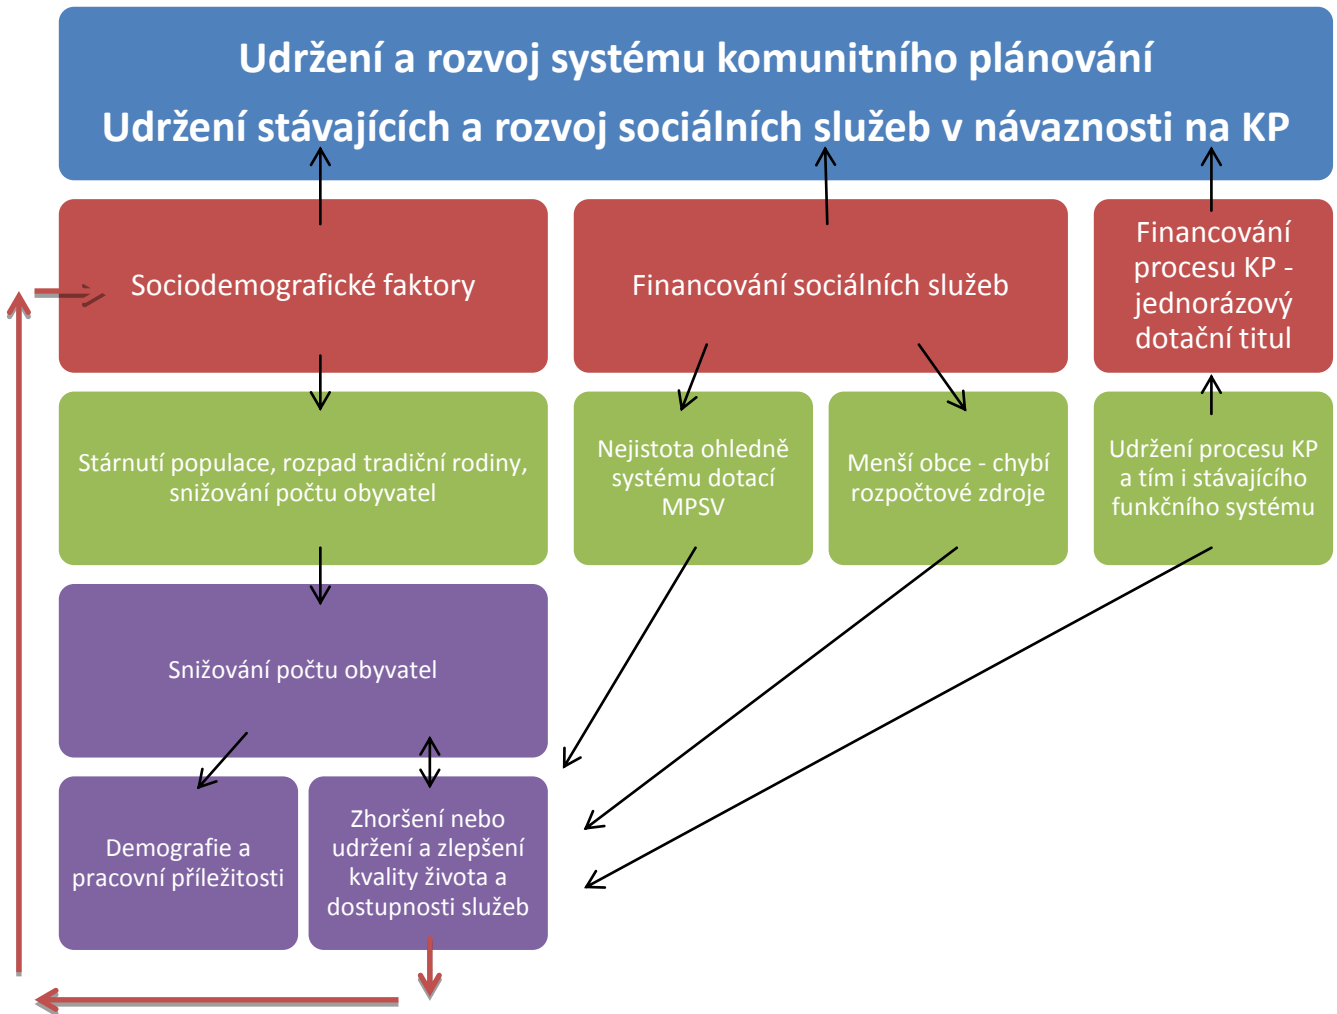 Udržení a rozvoj systému komunitního plánování
Udržení stávajících a rozvoj sociálních služeb v návaznosti na KP
Sociodemografické faktory
Financování sociálních služeb
Financování
procesu KP -
jednorázový
dotační titul
Stárnutí populace, rozpad tradiční rodiny,
snižování počtu obyvatel
Nejistota ohledně
systému dotací
MPSV
Menší obce - chybí
rozpočtové zdroje
Udržení procesu KP
a tím i stávajícího
funkčního systému
Snižování počtu obyvatel
Demografie a
pracovní příležitosti
Zhoršení nebo
udržení a zlepšení
kvality života a
dostupnosti služeb